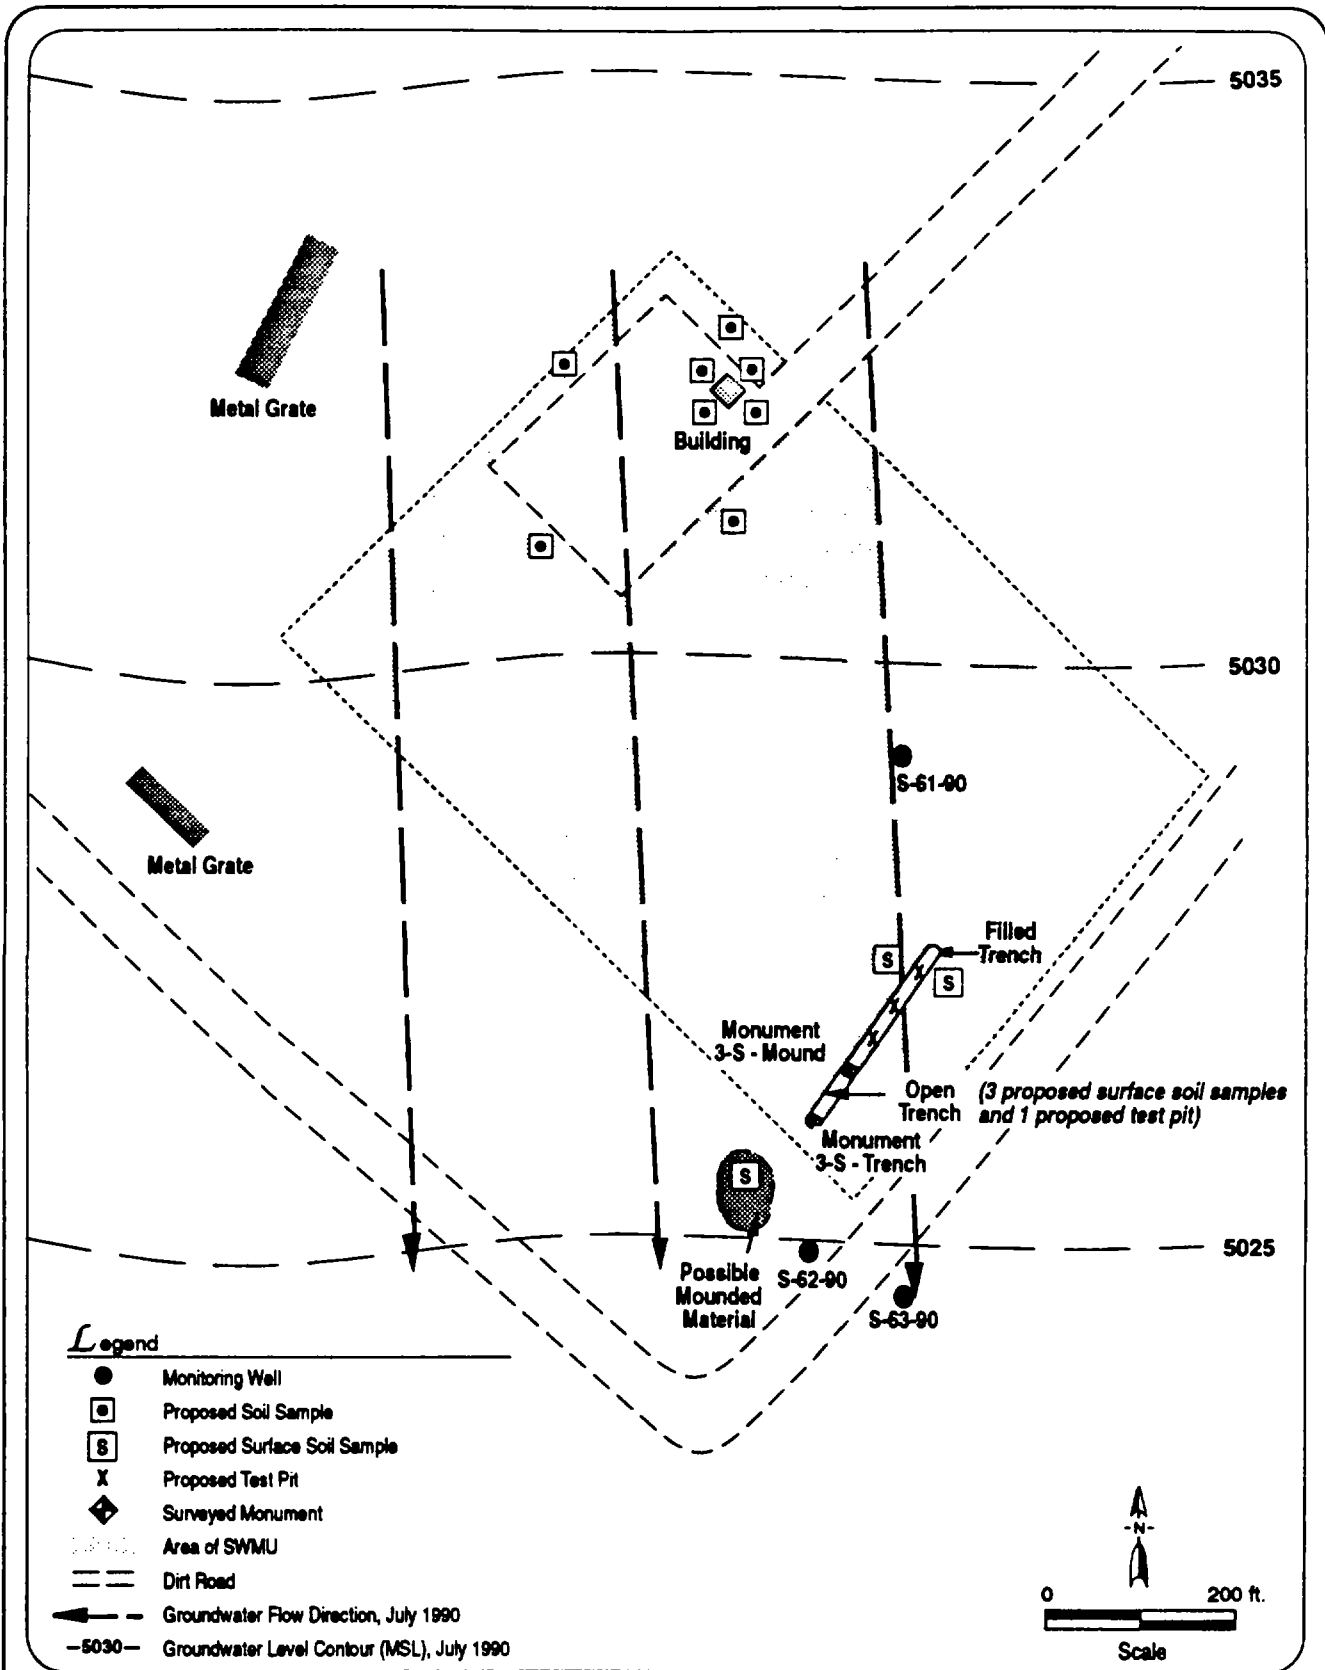 5035
Metal Grate
Building
5030
S-61-90
Metal Grate
Filled
Trench
S
S
X
X
X
Monument
3-S - Mound
Open
Trench
(3 proposed surface soil samples
and 1 proposed test pit)
Monument
3-S - Trench
S
5025
Possible
Mounded
Material
S-62-90
S-63-90
Legend
Monitoring Well
Proposed Soil Sample
S Proposed Surface Soil Sample
X Proposed Test Pit
Surveyed Monument
Area of SWMU
Dirt Road
Groundwater Flow Direction, July 1990
-5030- Groundwater Level Contour (MSL), July 1990
-N-
0 200 ft.
Scale